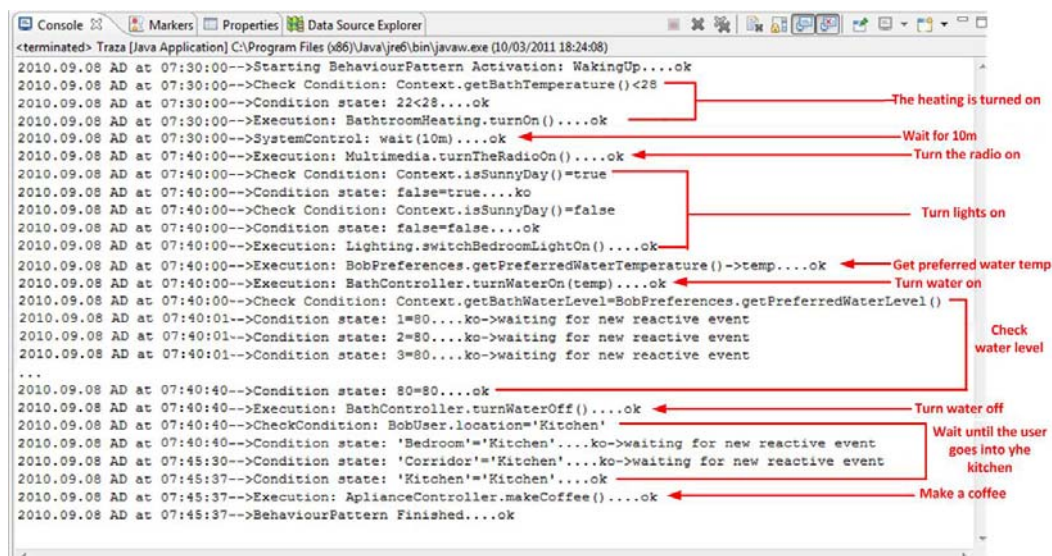 Console Markers Properties Data Source Explorer
<terminated> Traza [Java Application] C:\Program Files (x86)\Java\jre6\bin\javaw.exe (10/03/2011 18:24:08)
2010.09.08 AD at 07:30:00-->Starting BehaviourPattern Activation: WakingUp....ok
2010.09.08 AD at 07:30:00-->Check Condition: Context.getBathTemperature()<28
2010.09.08 AD at 07:30:00-->Condition state: 22<28....ok
The heating is turned on
2010.09.08 AD at 07:30:00-->Execution: BathtroomHeating.turnOn()....ok
2010.09.08 AD at 07:30:00-->SystemControl: wait(10m)....ok
Wait for 10m
2010.09.08 AD at 07:40:00-->Execution: Multimedia.turnTheRadioOn()....ok
Turn the radio on
2010.09.08 AD at 07:40:00-->Check Condition: Context.isSunnyDay()=true
2010.09.08 AD at 07:40:00-->Condition state: false=true....ko
2010.09.08 AD at 07:40:00-->Check Condition: Context.isSunnyDay()=false
Turn lights on
2010.09.08 AD at 07:40:00-->Condition state: false=false....ok
2010.09.08 AD at 07:40:00-->Execution: Lighting.switchBedroomLightOn()....ok
2010.09.08 AD at 07:40:00-->Execution: BobPreferences.getPreferredWaterTemperature()->temp....ok
Get preferred water temp
2010.09.08 AD at 07:40:00-->Execution: BathController.turnWaterOn(temp)....ok
Turn water on
2010.09.08 AD at 07:40:00-->Check Condition: Context.getBathWaterLevel=BobPreferences.getPreferredWaterLevel()
2010.09.08 AD at 07:40:01-->Condition state: 1=80....ko->waiting for new reactive event
2010.09.08 AD at 07:40:01-->Condition state: 2=80....ko->waiting for new reactive event
2010.09.08 AD at 07:40:01-->Condition state: 3=80....ko->waiting for new reactive event
Check
water level
...
2010.09.08 AD at 07:40:40-->Condition state: 80=80....ok
2010.09.08 AD at 07:40:40-->Execution: BathController.turnWaterOff()....ok
Turn water off
2010.09.08 AD at 07:40:40-->CheckCondition: BobUser.location='Kitchen'
2010.09.08 AD at 07:40:40-->Condition state: 'Bedroom'='Kitchen'....ko->waiting for new reactive event
2010.09.08 AD at 07:45:30-->Condition state: 'Corridor'='Kitchen'....ko->waiting for new reactive event
2010.09.08 AD at 07:45:37-->Condition state: 'Kitchen'='Kitchen'....ok
Wait until the user
goes into yhe
kitchen
2010.09.08 AD at 07:45:37-->Execution: AplianceController.makeCoffee()....ok
Make a coffee
2010.09.08 AD at 07:45:37-->BehaviourPattern Finished....ok